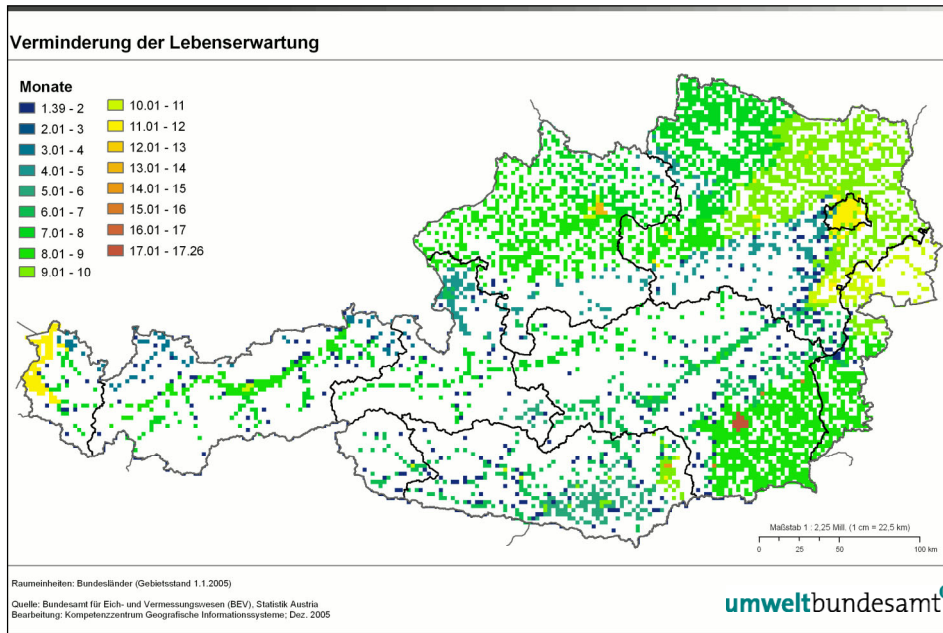 Verminderung der Lebenserwartung
Monate
1.39 - 2
2.01 - 3
3.01 - 4
4.01 - 5
5.01 - 6
6.01 - 7
7.01 - 8
8.01 - 9
9.01 - 10
10.01 - 11
11.01 - 12
12.01 - 13
13.01 - 14
14.01 - 15
15.01 - 16
16.01 - 17
17.01 - 17.26
Maßstab 1 : 2,25 Mill. (1 cm = 22,5 km)
0 25 50 100 km
Raumeinheiten: Bundesländer (Gebietsstand 1.1.2005)
Quelle: Bundesamt für Eich- und Vermessungswesen (BEV), Statistik Austria
Bearbeitung: Kompetenzzentrum Geografische Informationssysteme; Dez. 2005
umweltbundesamt